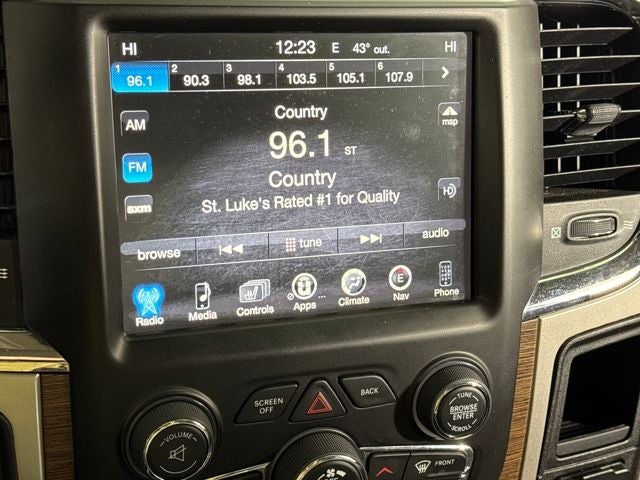 HI 12:23 E 43° out. HI
1 96.1 2 90.3 3 98.1 4 103.5 5 105.1 6 107.9
AM
Country
map
96.1 ST
FM
Country
HD
sxm
St. Luke's Rated #1 for Quality
browse tune audio
Radio Media Controls Apps Climate E Nav Phone
SCREEN OFF
BACK
VOLUME
TUNE
BROWSE
ENTER
SCROLL
FRONT